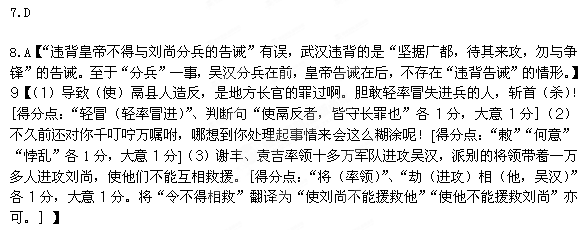 7.D
8.A【“违背皇帝不得与刘尚分兵的告诫”有误，武汉违背的是“坚据广都，待其来攻，勿与争
锋”的告诫。至于“分兵”一事，吴汉分兵在前，皇帝告诫在后，不存在“违背告诫”的情形。】
9【（1）导致（使）鬲县人造反，是地方长官的罪过啊。胆敢轻率冒失进兵的人，斩首（杀）！
[得分点：“轻冒（轻率冒进）”、判断句“使鬲反者，皆守长罪也”各 1 分，大意 1 分]（2）
不久前还对你千叮咛万嘱咐，哪想到你处理起事情来会这么糊涂呢！[得分点：“敕”“何意”
“悖乱”各 1 分，大意 1 分]（3）谢丰、袁吉率领十多万军队进攻吴汉，派别的将领带着一万
多人进攻刘尚，使他们不能互相救援。[得分点：“将（率领）”、“劫（进攻）相（他，吴汉）”
各 1 分，大意 1 分。将“令不得相救”翻译为“使刘尚不能援救他”“使他不能援救刘尚”亦
可。] 】